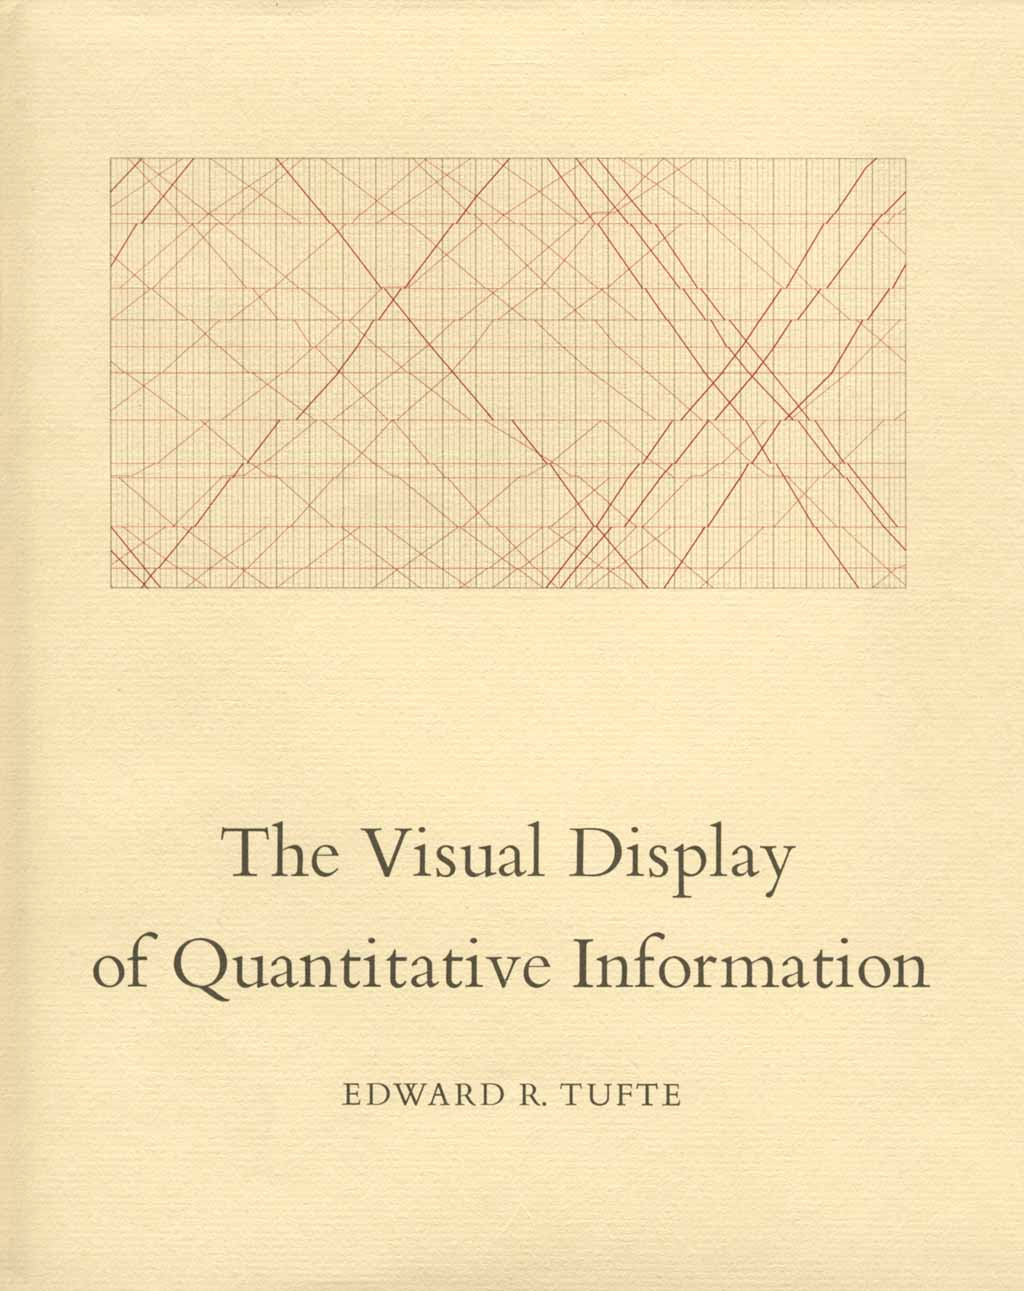 The Visual Display
of Quantitative Information
EDWARD R. TUFTE